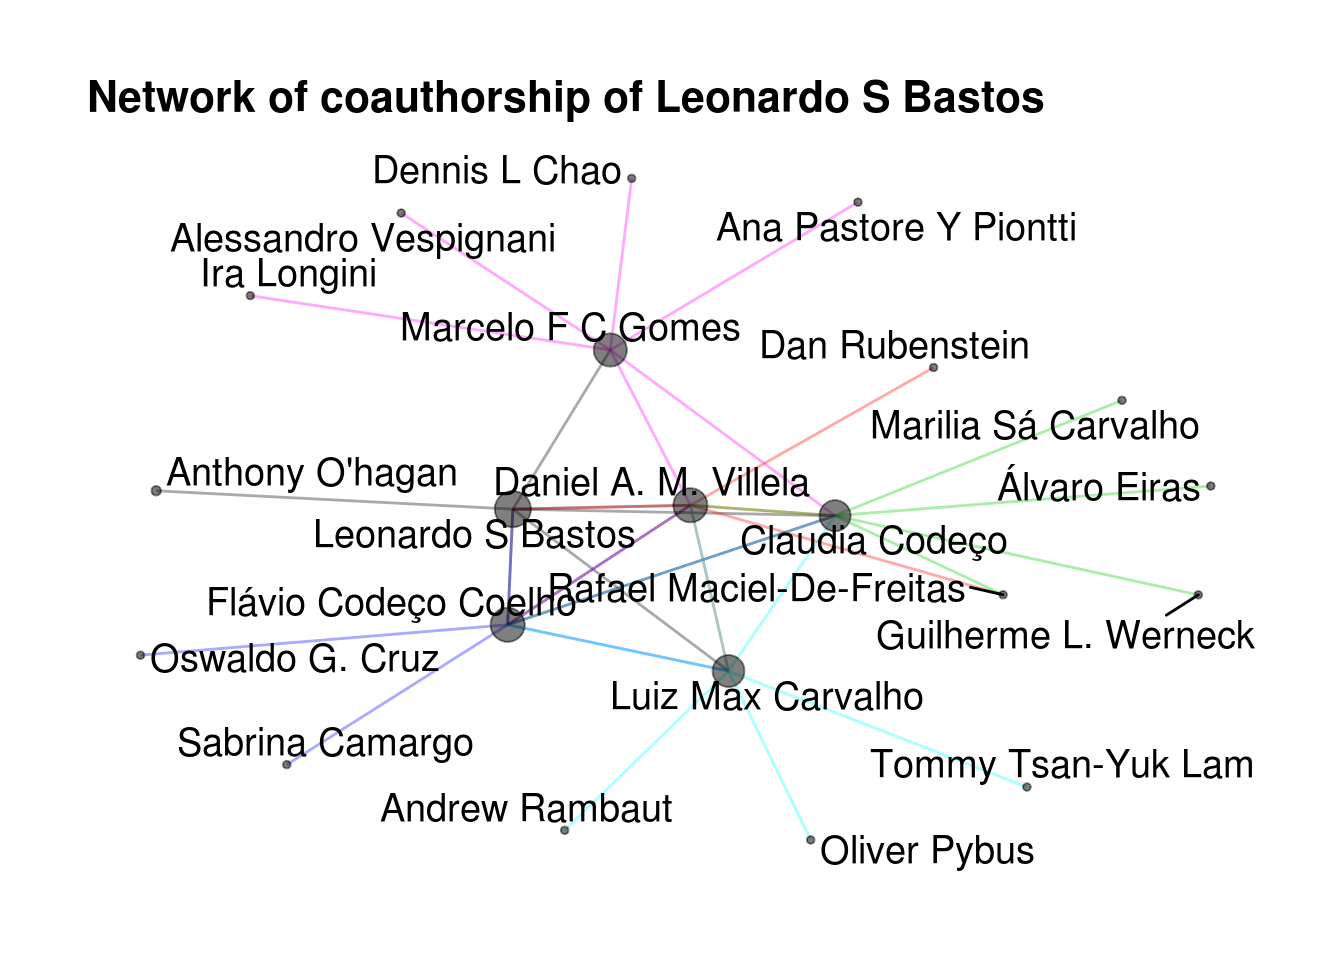 Network of coauthorship of Leonardo S Bastos
Dennis L Chao
Ana Pastore Y Piontti
Alessandro Vespignani
Ira Longini
Marcelo F C Gomes
Dan Rubenstein
Marilia Sá Carvalho
Anthony O'hagan
Daniel A. M. Villela
Álvaro Eiras
Leonardo S Bastos
Claudia Codeço
Rafael Maciel-De-Freitas
Flávio Codeço Coelho
Guilherme L. Werneck
Oswaldo G. Cruz
Luiz Max Carvalho
Sabrina Camargo
Tommy Tsan-Yuk Lam
Andrew Rambaut
Oliver Pybus